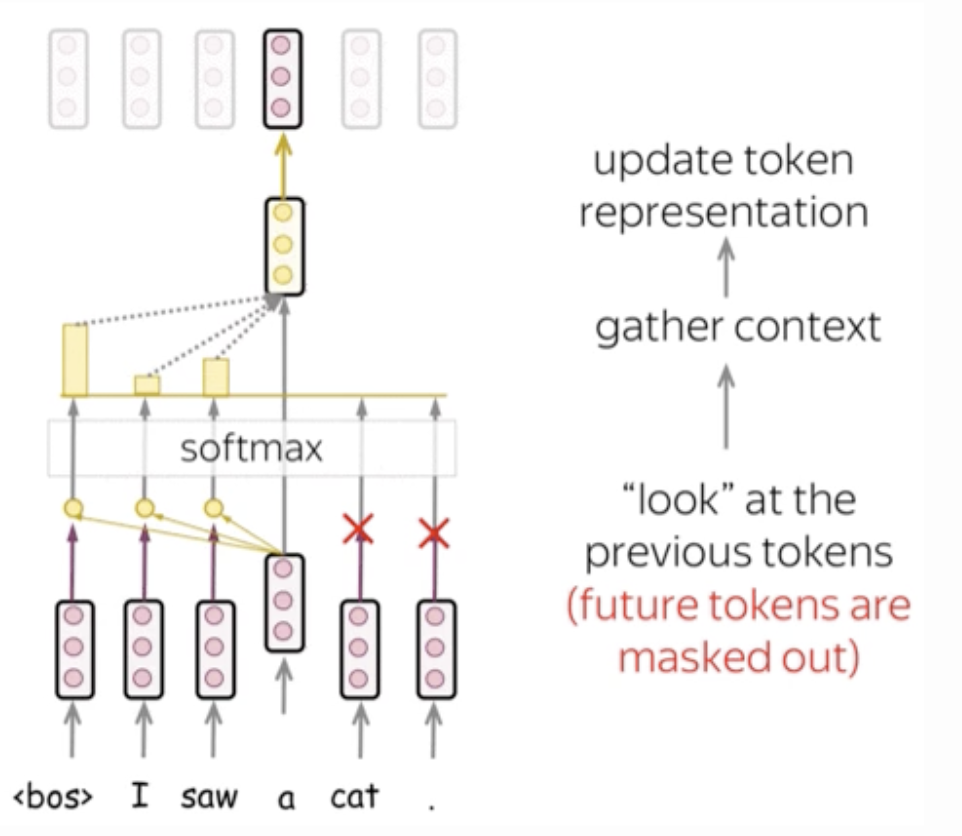 update token
representation
gather context
softmax
“look” at the
previous tokens
(future tokens are
masked out)
<bos> I saw a cat .